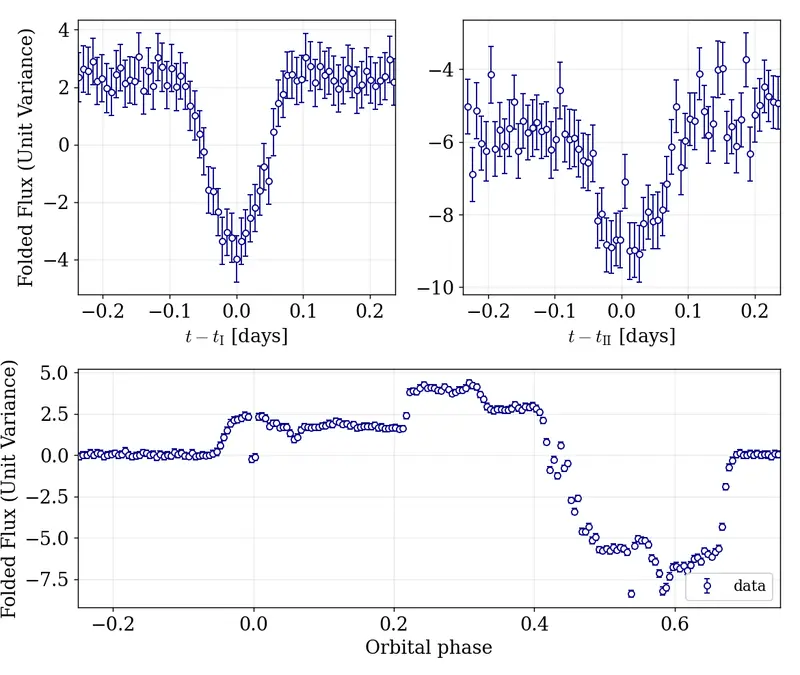 Folded Flux (Unit Variance)
4
2
0
−2
−4
−0.2 −0.1 0.0 0.1 0.2
t − tI [days]
−4
−6
−8
−10
−0.2 −0.1 0.0 0.1 0.2
t − tII [days]
Folded Flux (Unit Variance)
5.0
2.5
0.0
−2.5
−5.0
−7.5
data
−0.2 0.0 0.2 0.4 0.6
Orbital phase